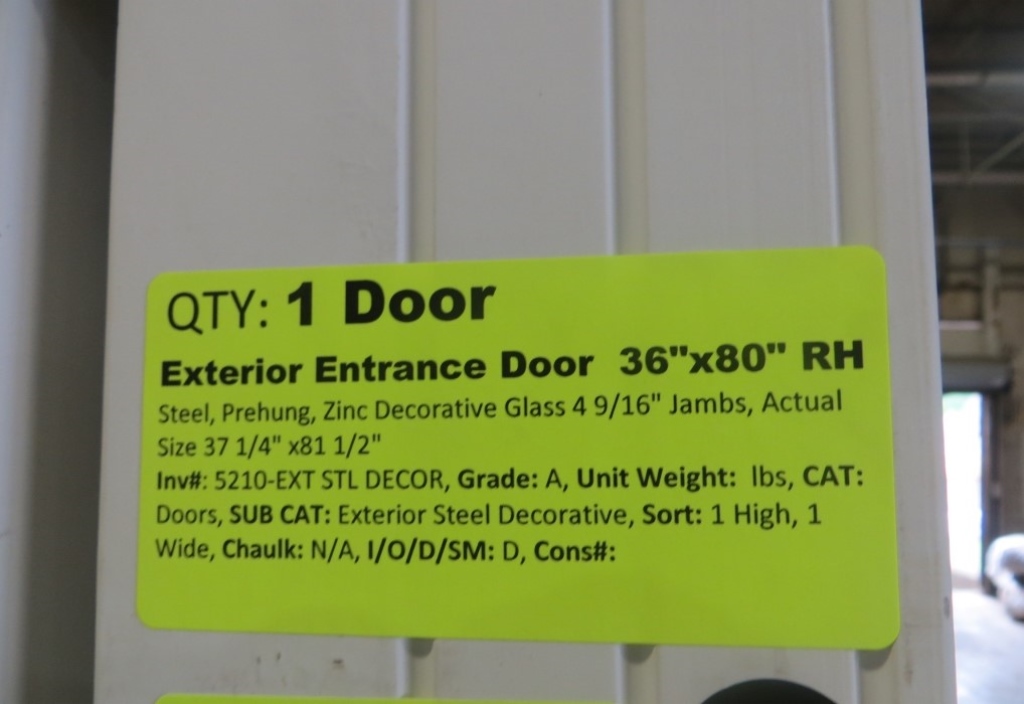 QTY: 1 Door
Exterior Entrance Door 36"x80" RH
Steel, Prehung, Zinc Decorative Glass 4 9/16" Jambs, Actual
Size 37 1/4" x81 1/2"
Inv#: 5210-EXT STL DECOR, Grade: A, Unit Weight: lbs, CAT:
Doors, SUB CAT: Exterior Steel Decorative, Sort: 1 High, 1
Wide, Chaulk: N/A, I/O/D/SM: D, Cons#: